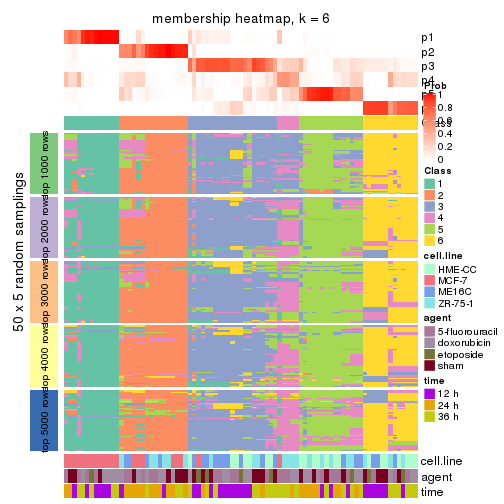 membership heatmap, k = 6
p1
p2
p3
p4
Prob
1
0.8
0.4
0.2
0
Class
1
2
3
4
5
6
cell.line
HME-CC
MCF-7
ME16C
ZR-75-1
agent
5-fluorouracil
doxorubicin
etoposide
sham
time
12 h
24 h
36 h
50 x 5 random samplings
top 1000 rows
top 2000 rows
top 3000 rows
top 4000 rows
top 5000 rows
cell.line
agent
time